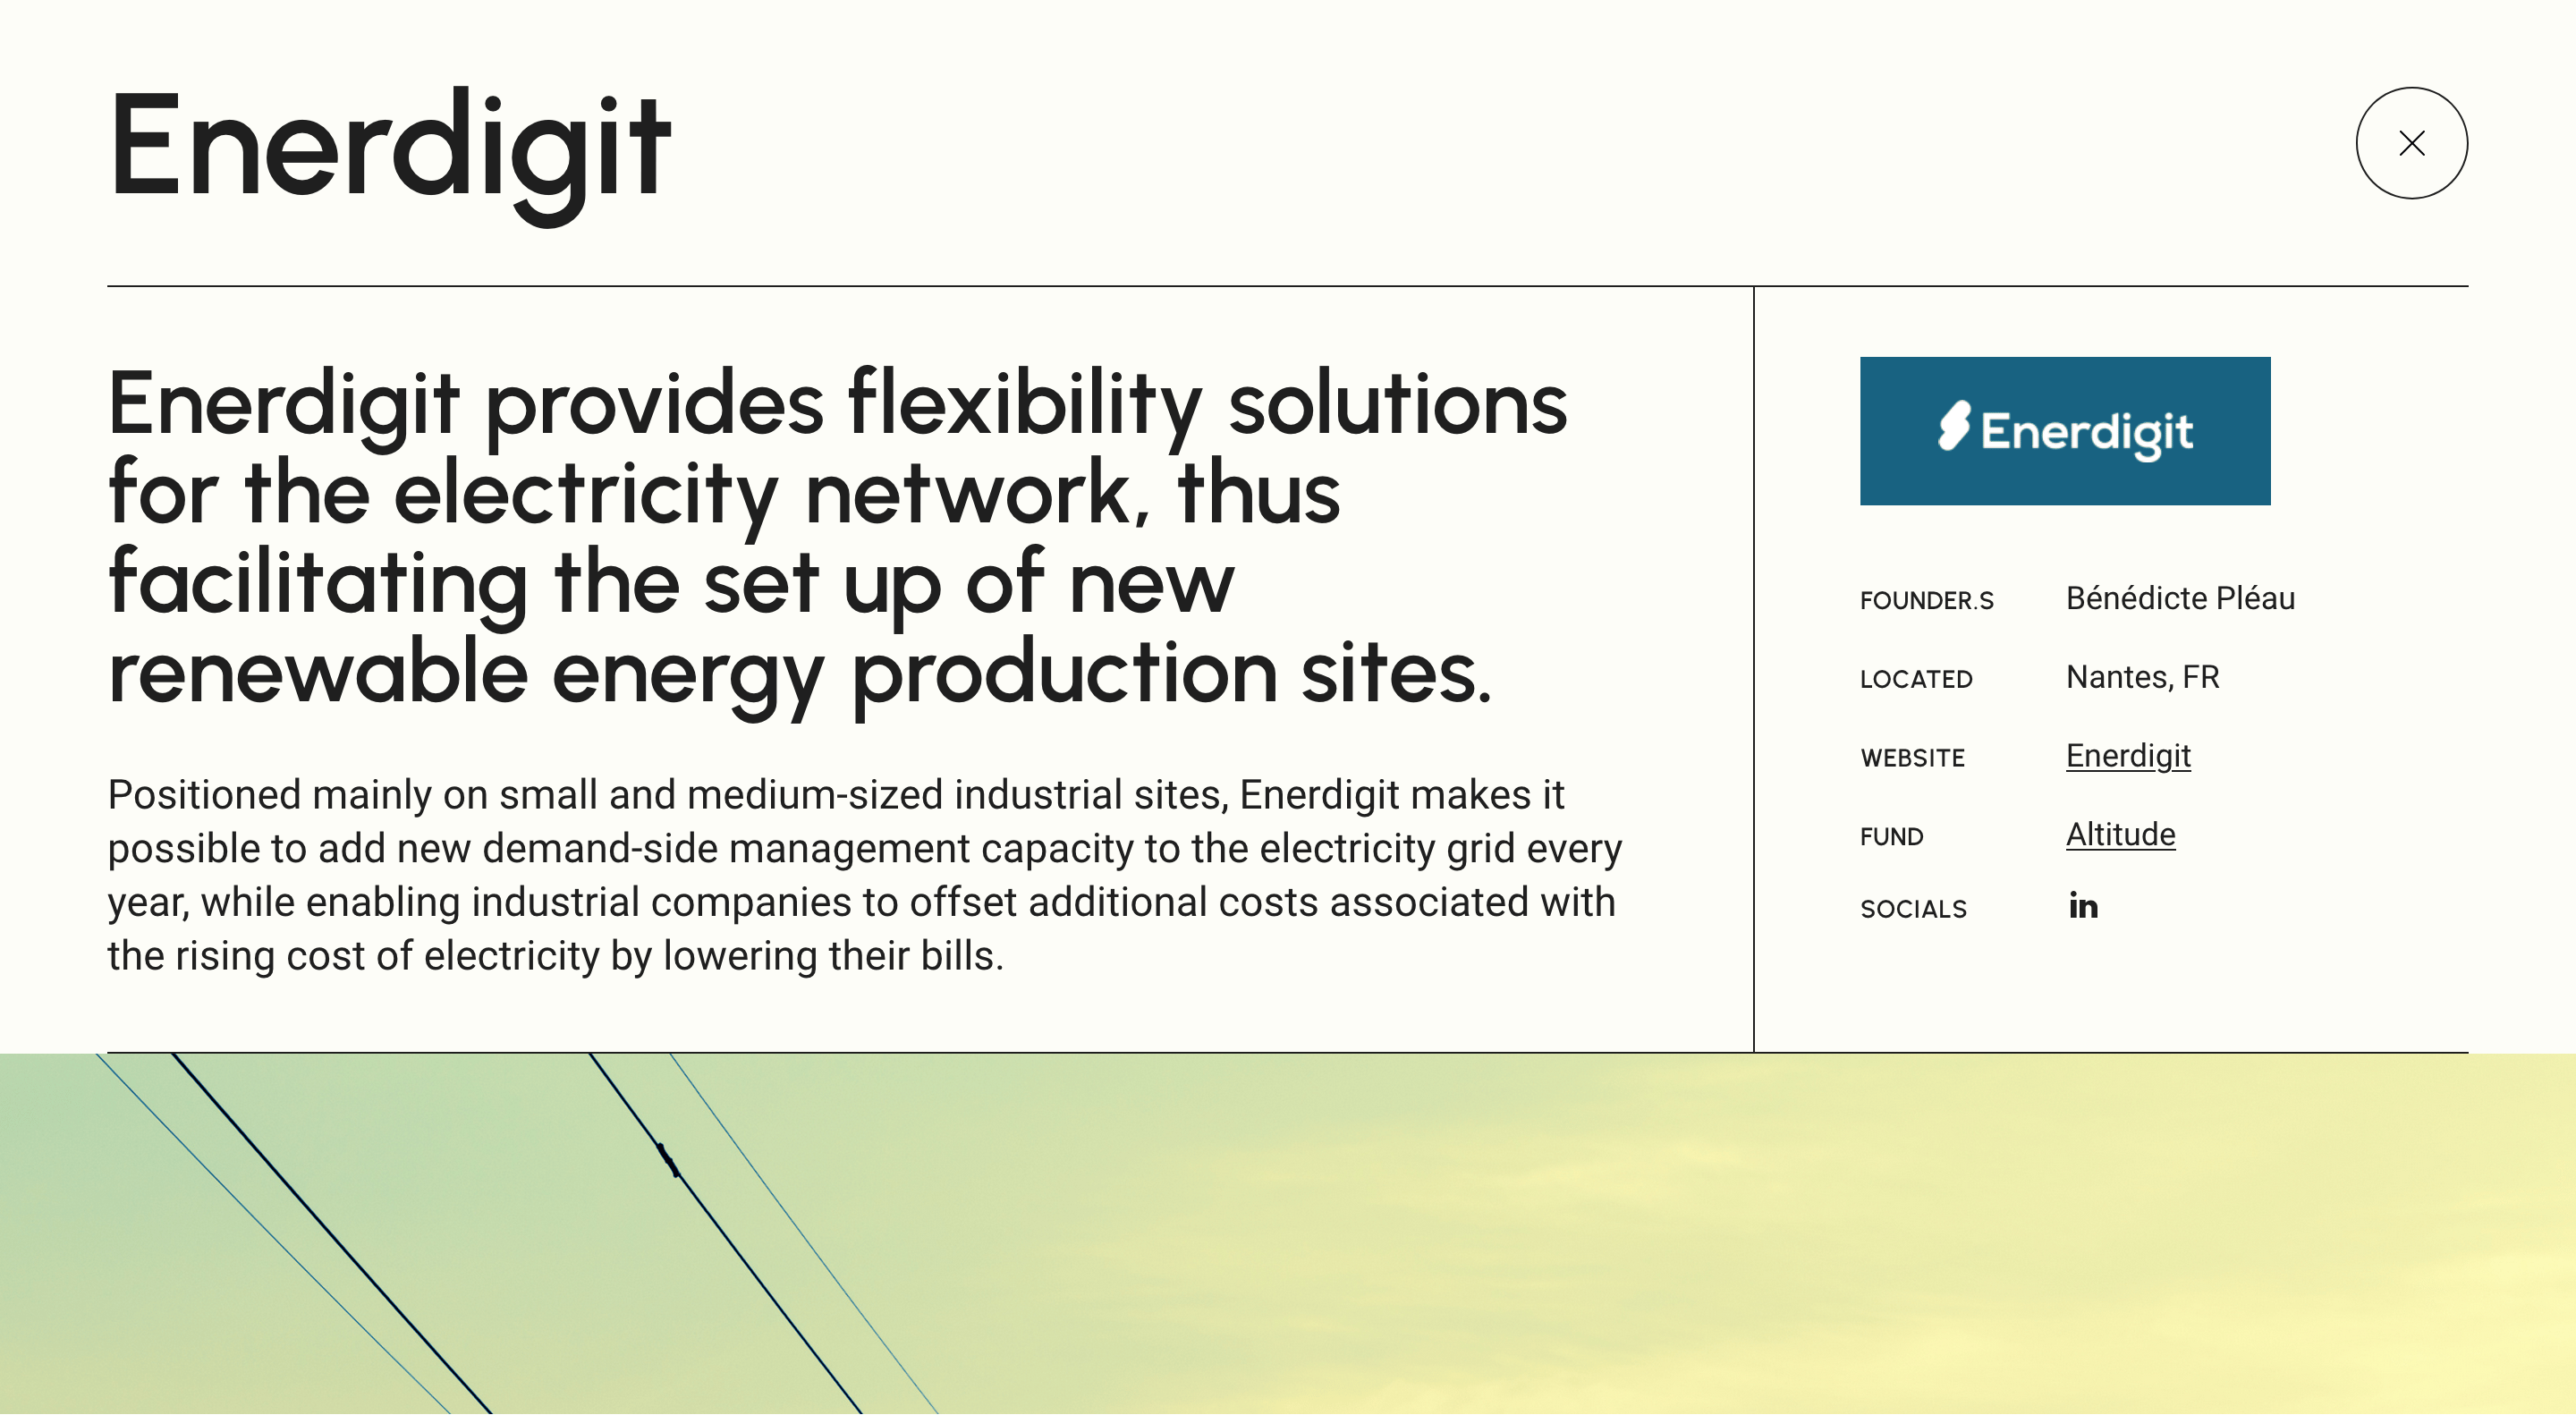 Enerdigit
Enerdigit provides flexibility solutions
for the electricity network, thus
facilitating the set up of new
renewable energy production sites.
Positioned mainly on small and medium-sized industrial sites, Enerdigit makes it
possible to add new demand-side management capacity to the electricity grid every
year, while enabling industrial companies to offset additional costs associated with
the rising cost of electricity by lowering their bills.
Enerdigit
FOUNDER.S Bénédicte Pléau
LOCATED Nantes, FR
WEBSITE Enerdigit
FUND Altitude
SOCIALS in